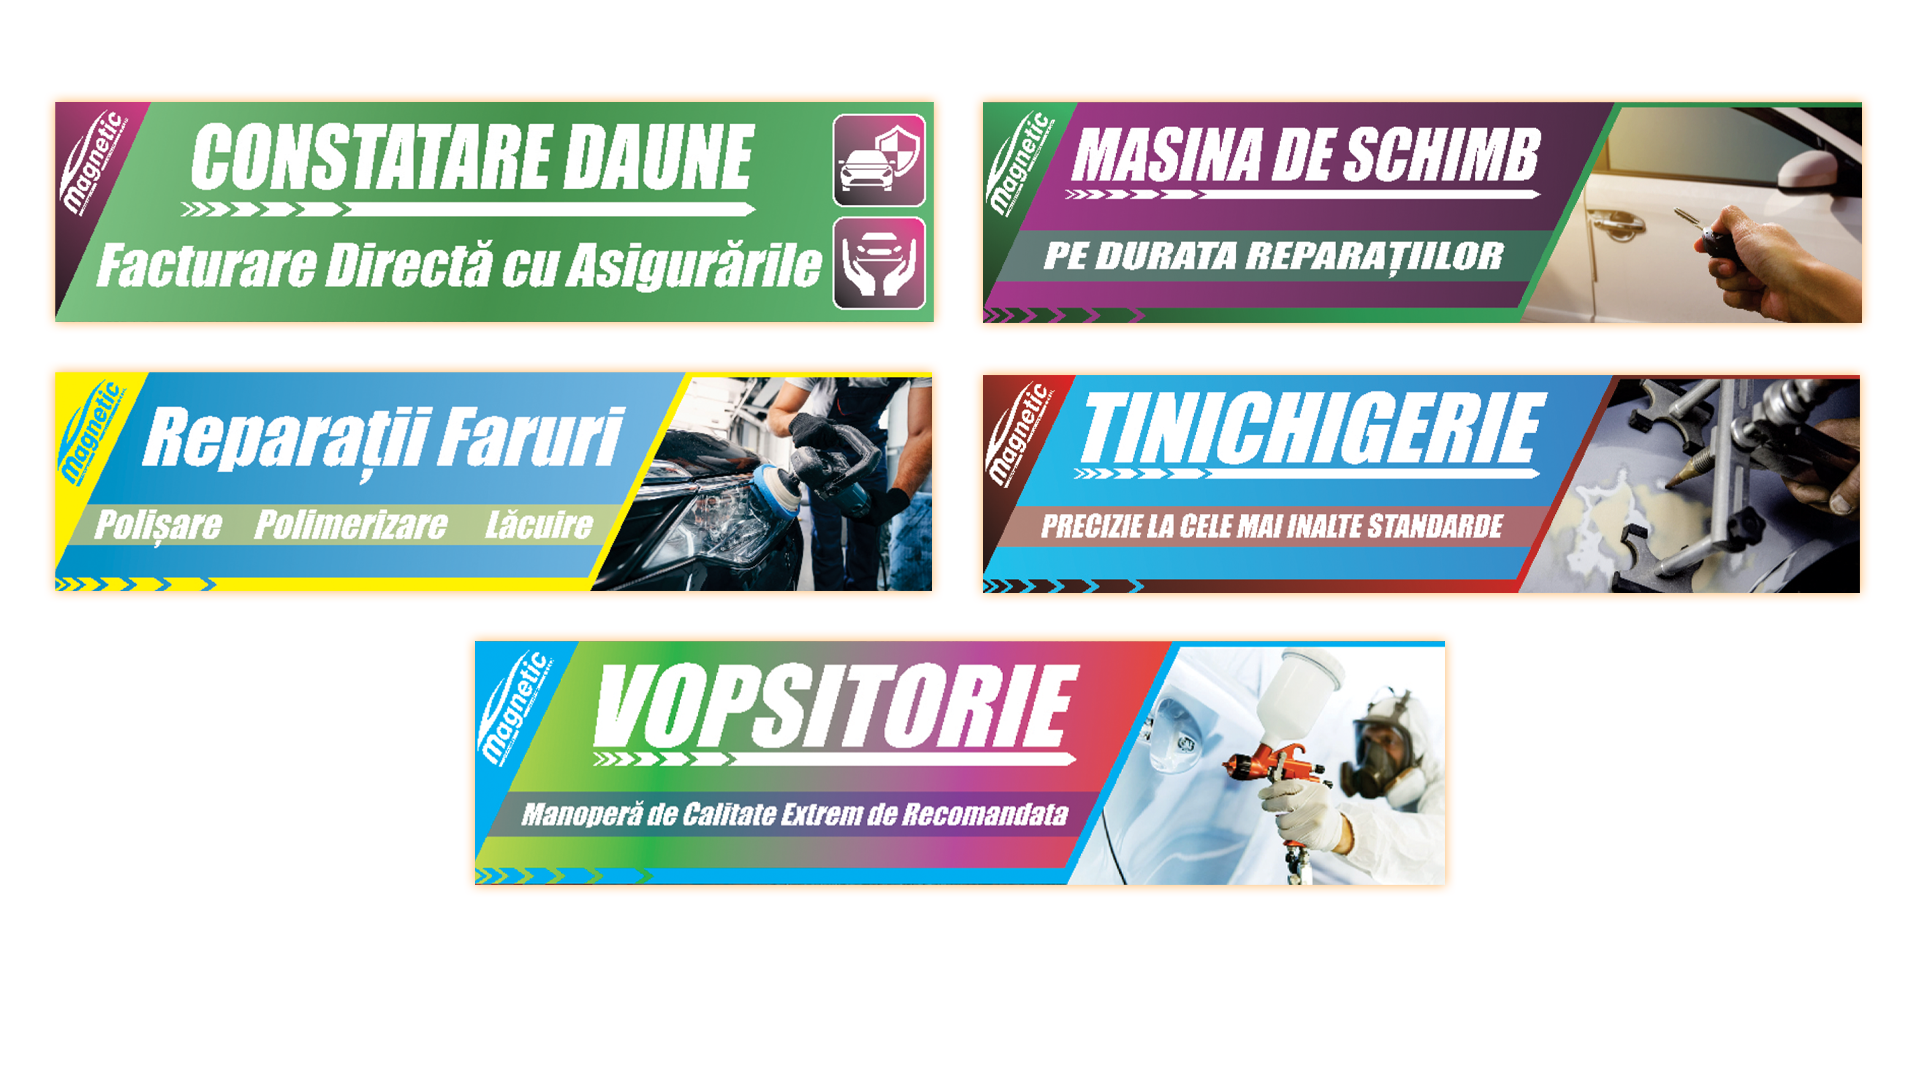 magnetic
CONSTATARE DAUNE
Facturare Directă cu Asigurările
magnetic
MASINA DE SCHIMB
PE DURATA REPARAȚIILOR
magnetic
Reparații Faruri
Polișare Polimerizare Lăcuire
magnetic
TINICHIGERIE
PRECIZIE LA CELE MAI INALTE STANDARDE
magnetic
VOPSITORIE
Manoperă de Calitate Extrem de Recomandata